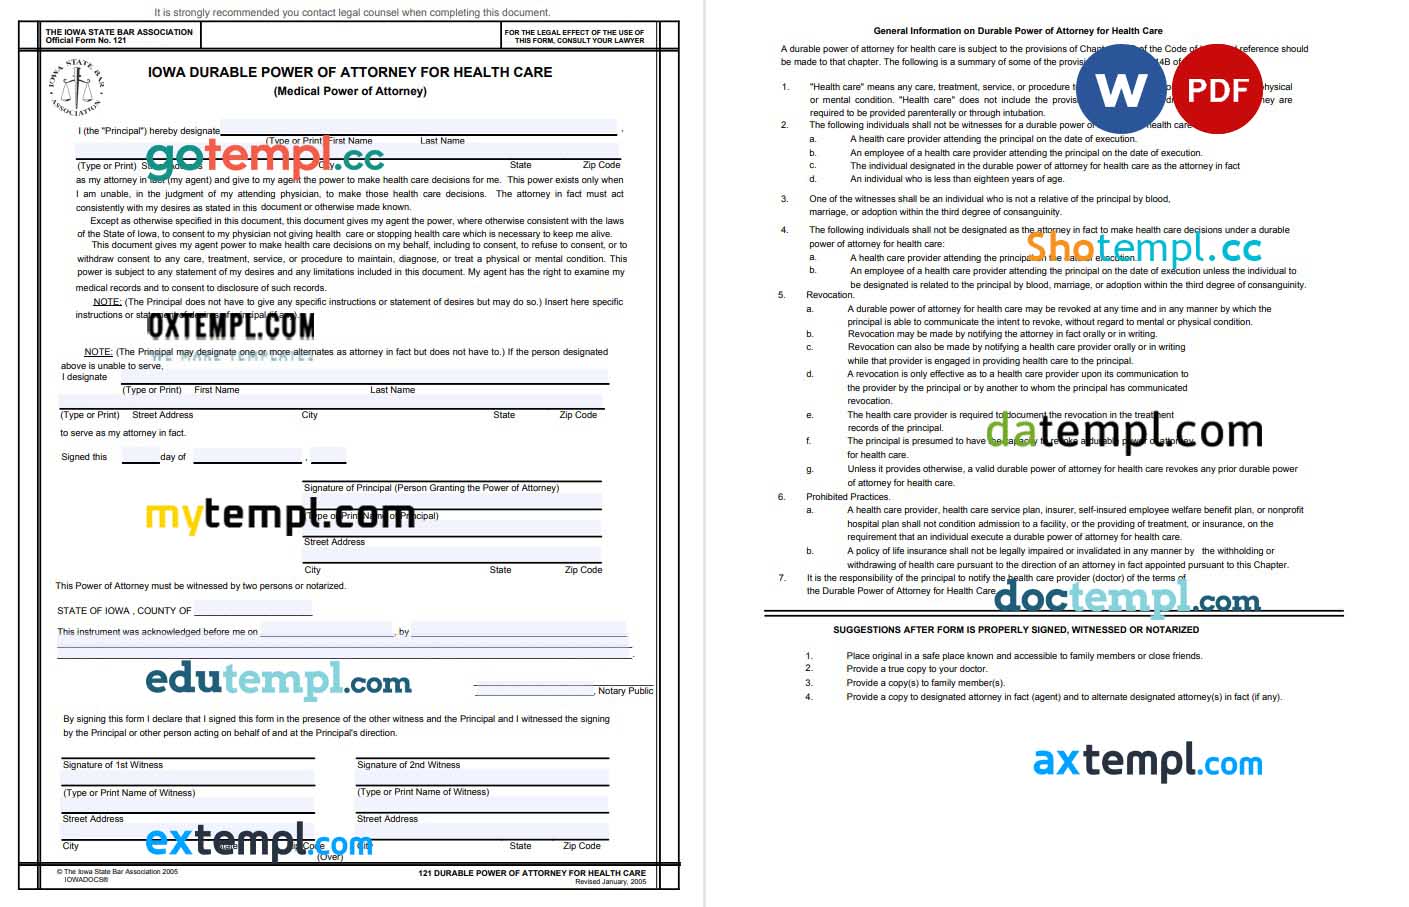 It is strongly recommended you contact legal counsel when completing this document.
THE IOWA STATE BAR ASSOCIATION
Official Form No. 121
FOR THE LEGAL EFFECT OF THE USE OF
THIS FORM, CONSULT YOUR LAWYER
IOWA STATE BAR
ASSOCIATION
IOWA DURABLE POWER OF ATTORNEY FOR HEALTH CARE
(Medical Power of Attorney)
I (the "Principal") hereby designate ,
(Type or Print) First Name Last Name
gotempl.cc
(Type or Print) City State Zip Code
as my attorney in fact (my agent) and give to my agent the power to make health care decisions for me. This power exists only when
I am unable, in the judgment of my attending physician, to make those health care decisions. The attorney in fact must act
consistently with my desires as stated in this document or otherwise made known.
Except as otherwise specified in this document, this document gives my agent the power, where otherwise consistent with the laws
of the State of Iowa, to consent to my physician not giving health care or stopping health care which is necessary to keep me alive.
This document gives my agent power to make health care decisions on my behalf, including to consent, to refuse to consent, or to
withdraw consent to any care, treatment, service, or procedure to maintain, diagnose, or treat a physical or mental condition. This
power is subject to any statement of my desires and any limitations included in this document. My agent has the right to examine my
medical records and to consent to disclosure of such records.
NOTE: (The Principal does not have to give any specific instructions or statement of desires but may do so.) Insert here specific
instructions or statement of desires of principal (if any).
OXTEMPL.COM
WE MAKE TEMPLATES
NOTE: (The Principal may designate one or more alternates as attorney in fact but does not have to.) If the person designated
above is unable to serve,
I designate
(Type or Print) First Name Last Name
(Type or Print) Street Address City State Zip Code
to serve as my attorney in fact.
Signed this day of ,
Signature of Principal (Person Granting the Power of Attorney)
mytempl.com
(Type or Print Name of Principal)
Street Address
City State Zip Code
This Power of Attorney must be witnessed by two persons or notarized.
STATE OF IOWA , COUNTY OF
This instrument was acknowledged before me on , by
.
edutempl.com
, Notary Public
By signing this form I declare that I signed this form in the presence of the other witness and the Principal and I witnessed the signing
by the Principal or other person acting on behalf of and at the Principal's direction.
Signature of 1st Witness Signature of 2nd Witness
(Type or Print Name of Witness) (Type or Print Name of Witness)
Street Address Street Address
extempl.com
City State Zip Code City State Zip Code
(Over)
© The Iowa State Bar Association 2005
IOWADOCS®
121 DURABLE POWER OF ATTORNEY FOR HEALTH CARE
Revised January, 2005
General Information on Durable Power of Attorney for Health Care
A durable power of attorney for health care is subject to the provisions of of the Code of reference should
be made to that chapter. The following is a summary of some of the 14B of
W
PDF
1. "Health care" means any care, treatment, service, or procedure physical
or mental condition. "Health care" does not include the are
required to be provided parenterally or through intubation.
2. The following individuals shall not be witnesses for a durable power of health care
a. A health care provider attending the principal on the date of execution.
b. An employee of a health care provider attending the principal on the date of execution.
c. The individual designated in the durable power of attorney for health care as the attorney in fact
d. An individual who is less than eighteen years of age.
3. One of the witnesses shall be an individual who is not a relative of the principal by blood,
marriage, or adoption within the third degree of consanguinity.
4. The following individuals shall not be designated as the attorney in fact to make health care decisions under a durable
power of attorney for health care:
Shotempl.cc
a. A health care provider attending the principal on the date of execution.
b. An employee of a health care provider attending the principal on the date of execution unless the individual to
be designated is related to the principal by blood, marriage, or adoption within the third degree of consanguinity.
5. Revocation.
a. A durable power of attorney for health care may be revoked at any time and in any manner by which the
principal is able to communicate the intent to revoke, without regard to mental or physical condition.
b. Revocation may be made by notifying the attorney in fact orally or in writing.
c. Revocation can also be made by notifying a health care provider orally or in writing
while that provider is engaged in providing health care to the principal.
d. A revocation is only effective as to a health care provider upon its communication to
the provider by the principal or by another to whom the principal has communicated
revocation.
e. The health care provider is required to document the revocation in the treatment
records of the principal.
datempl.com
f. The principal is presumed to have the capacity to revoke a durable power of attorney
for health care.
g. Unless it provides otherwise, a valid durable power of attorney for health care revokes any prior durable power
of attorney for health care.
6. Prohibited Practices.
a. A health care provider, health care service plan, insurer, self-insured employee welfare benefit plan, or nonprofit
hospital plan shall not condition admission to a facility, or the providing of treatment, or insurance, on the
requirement that an individual execute a durable power of attorney for health care.
b. A policy of life insurance shall not be legally impaired or invalidated in any manner by the withholding or
withdrawing of health care pursuant to the direction of an attorney in fact appointed pursuant to this Chapter.
7. It is the responsibility of the principal to notify the health care provider (doctor) of the terms of
the Durable Power of Attorney for Health Care.
doctempl.com
SUGGESTIONS AFTER FORM IS PROPERLY SIGNED, WITNESSED OR NOTARIZED
1. Place original in a safe place known and accessible to family members or close friends.
2. Provide a true copy to your doctor.
3. Provide a copy(s) to family member(s).
4. Provide a copy to designated attorney in fact (agent) and to alternate designated attorney(s) in fact (if any).
axtempl.com